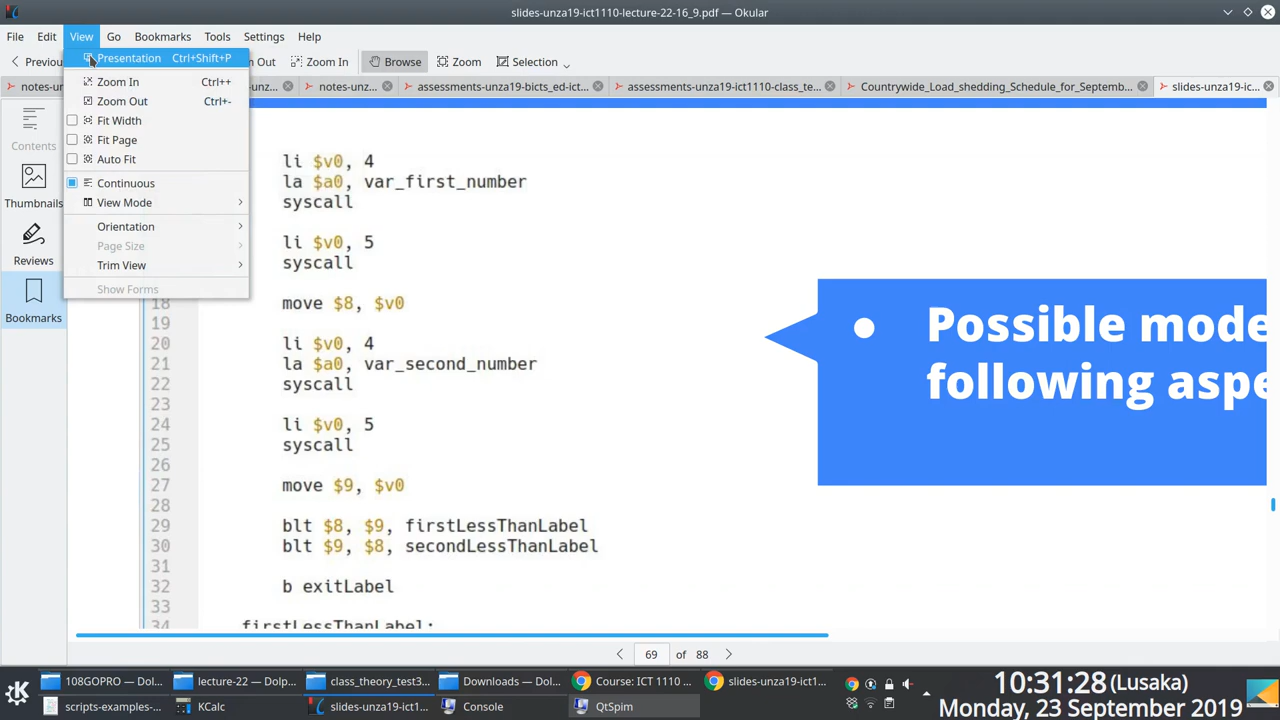 slides-unza19-ict1110-lecture-22-16_9.pdf — Okular
File Edit View Go Bookmarks Tools Settings Help
Previou
Presentation Ctrl+Shift+P
n Out Zoom In Browse Zoom Selection
notes-un
nz... notes-unz... assessments-unza19-bicts_ed-ict... assessments-unza19-ict1110-class_te... Countrywide_Load_shedding_Schedule_for_Septemb... slides-unza19-ic...
Zoom In Ctrl++
Zoom Out Ctrl+-
Fit Width
Fit Page
Auto Fit
Continuous
View Mode
Orientation
Page Size
Trim View
Show Forms
Contents
Thumbnails
Reviews
Bookmarks
li $v0, 4
la $a0, var_first_number
syscall
li $v0, 5
syscall
18 move $8, $v0
19
20 li $v0, 4
21 la $a0, var_second_number
22 syscall
23
24 li $v0, 5
25 syscall
26
27 move $9, $v0
28
29 blt $8, $9, firstLessThanLabel
30 blt $9, $8, secondLessThanLabel
31
32 b exitLabel
33
34 firstLessThanLabel:
• Possible mode
following aspe
69 of 88
108GOPRO — Dol... lecture-22 — Dolp... class_theory_test3... Downloads — Dol... Course: ICT 1110 ... slides-unza19-ict1...
scripts-examples-... KCalc slides-unza19-ict1... Console QtSpim
10:31:28 (Lusaka)
Monday, 23 September 2019